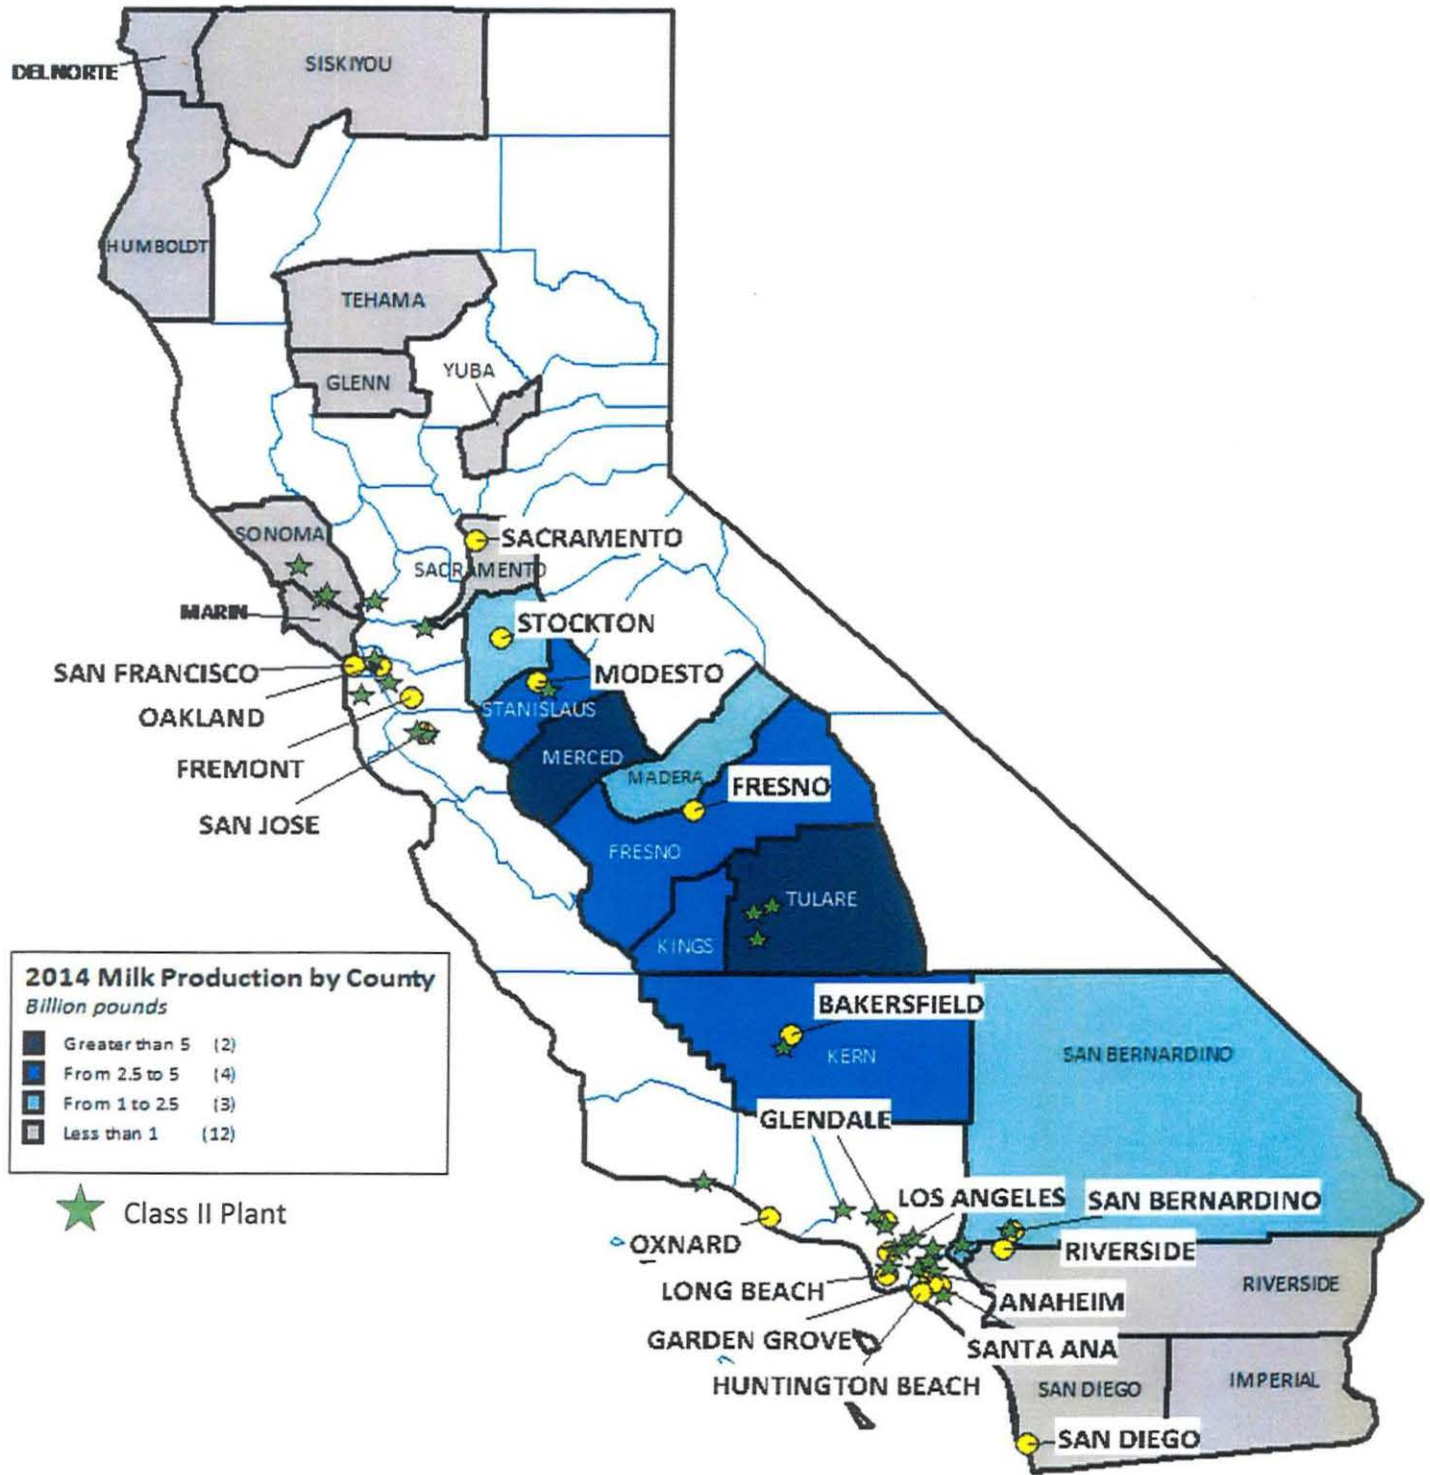 DELNORTE
SISKIYOU
HUMBOLDT
TEHAMA
GLENN
YUBA
SONOMA
SACRAMENTO
SACRAMENTO
MARIN
STOCKTON
SAN FRANCISCO
MODESTO
OAKLAND
STANISLAUS
FREMONT
MERCED
MADERA
FRESNO
SAN JOSE
FRESNO
TULARE
KINGS
2014 Milk Production by County
Billion pounds
Greater than 5 (2)
From 2.5 to 5 (4)
From 1 to 2.5 (3)
Less than 1 (12)
Class II Plant
BAKERSFIELD
KERN
SAN BERNARDINO
GLENDALE
LOS ANGELES
SAN BERNARDINO
OXNARD
RIVERSIDE
LONG BEACH
RIVERSIDE
ANAHEIM
GARDEN GROVE
SANTA ANA
HUNTINGTON BEACH
SAN DIEGO
IMPERIAL
SAN DIEGO